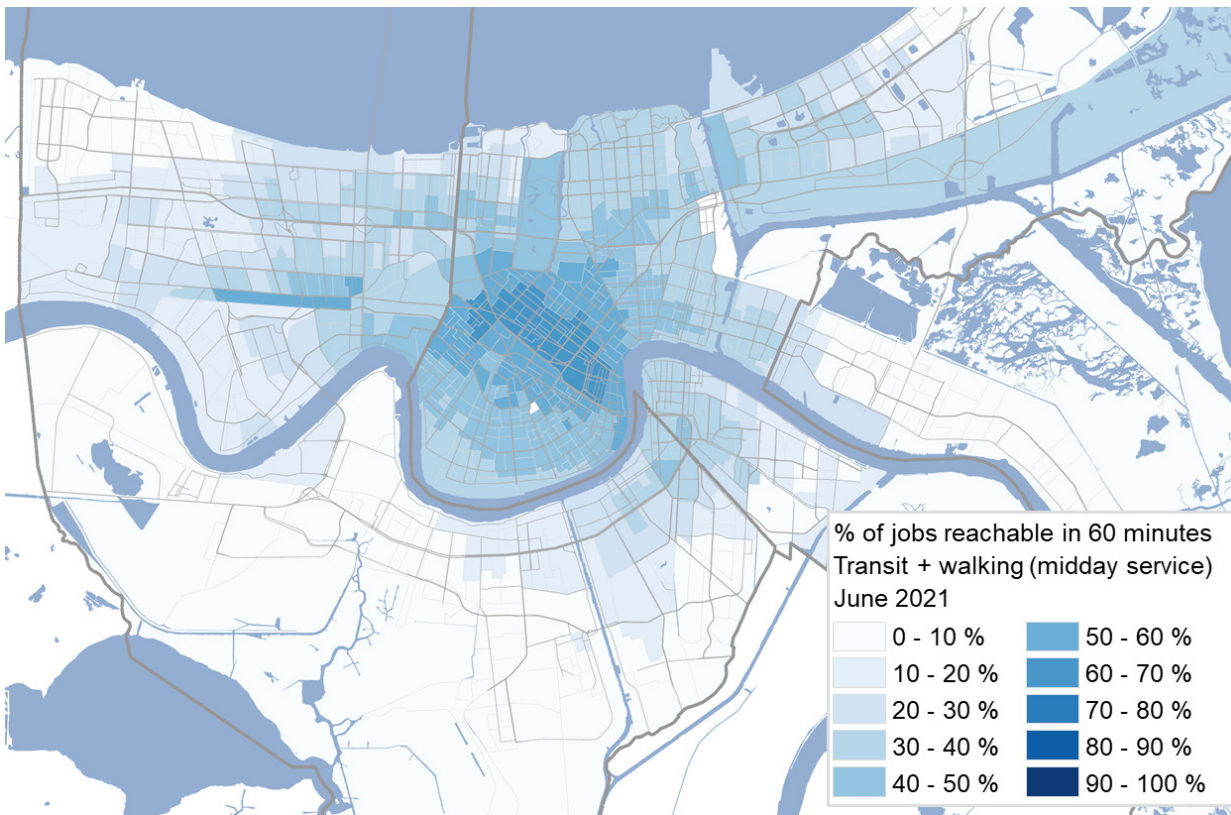 % of jobs reachable in 60 minutes
Transit + walking (midday service)
June 2021
0 - 10 %
10 - 20 %
20 - 30 %
30 - 40 %
40 - 50 %
50 - 60 %
60 - 70 %
70 - 80 %
80 - 90 %
90 - 100 %